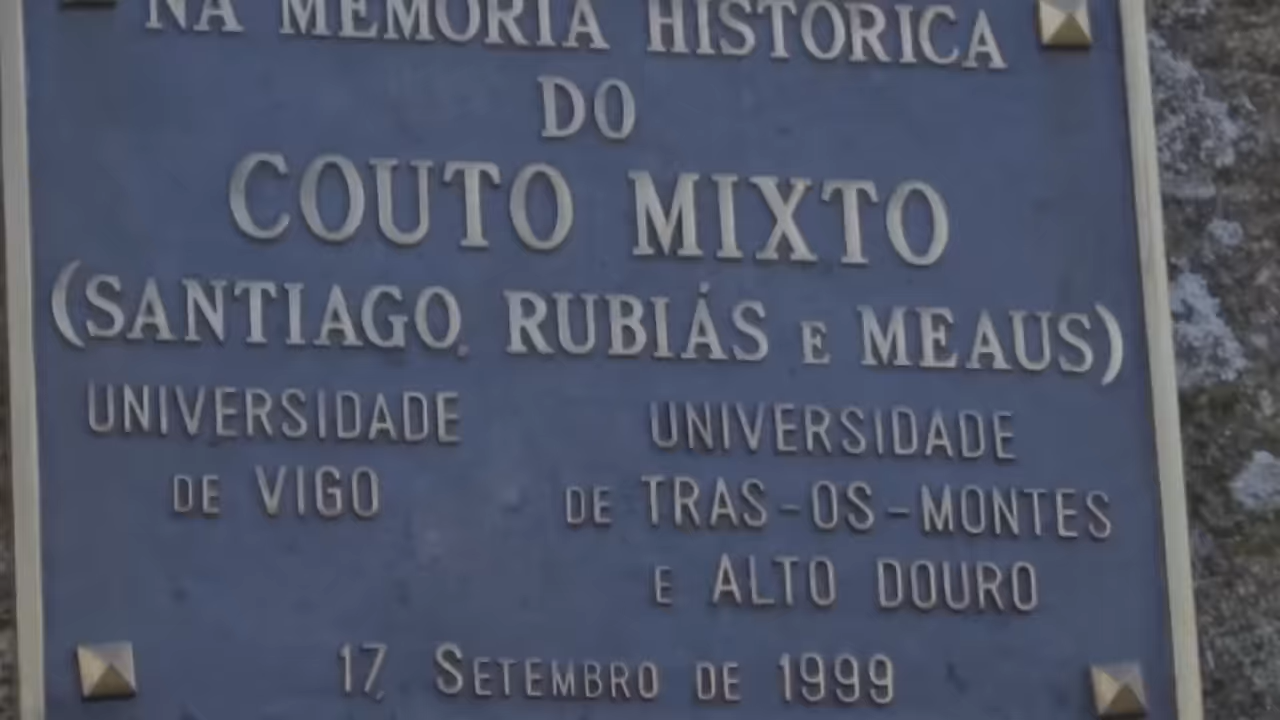 NA MEMORIA HISTORICA
DO
COUTO MIXTO
(SANTIAGO, RUBIÁS E MEAUS)
UNIVERSIDADE
DE VIGO
UNIVERSIDADE
DE TRAS-OS-MONTES
E ALTO DOURO
17, SETEMBRO DE 1999